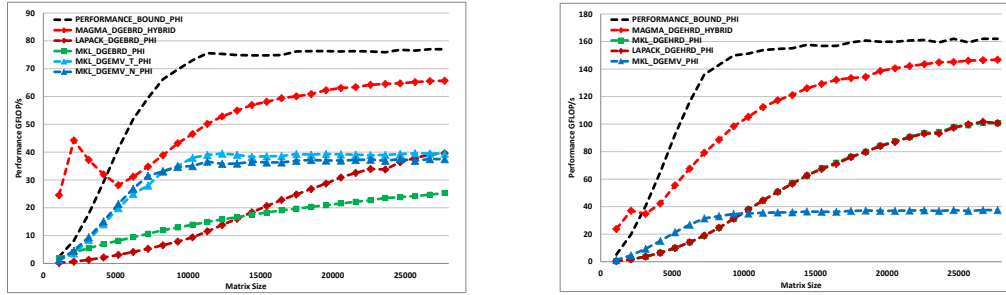 90
80
70
60
50
40
30
20
10
0
Performance GFLOP/s
PERFORMANCE_BOUND_PHI
MAGMA_DGEBRD_HYBRID
LAPACK_DGEBRD_PHI
MKL_DGEBRD_PHI
MKL_DGEMV_T_PHI
MKL_DGEMV_N_PHI
0 5000 10000 15000 20000 25000
Matrix Size
180
160
140
120
100
80
60
40
20
0
Performance GFLOP/s
PERFORMANCE_BOUND_PHI
MAGMA_DGEHRD_HYBRID
MKL_DGEHRD_PHI
LAPACK_DGEHRD_PHI
MKL_DGEMV_PHI
0 5000 10000 15000 20000 25000
Matrix Size